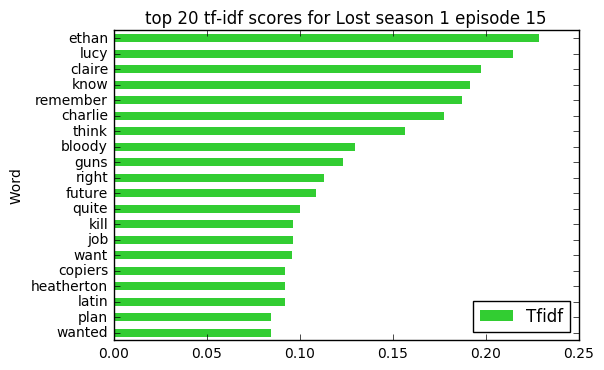 top 20 tf-idf scores for Lost season 1 episode 15
Word
ethan
lucy
claire
know
remember
charlie
think
bloody
guns
right
future
quite
kill
job
want
copiers
heatherton
latin
plan
wanted
Tfidf
0.00 0.05 0.10 0.15 0.20 0.25